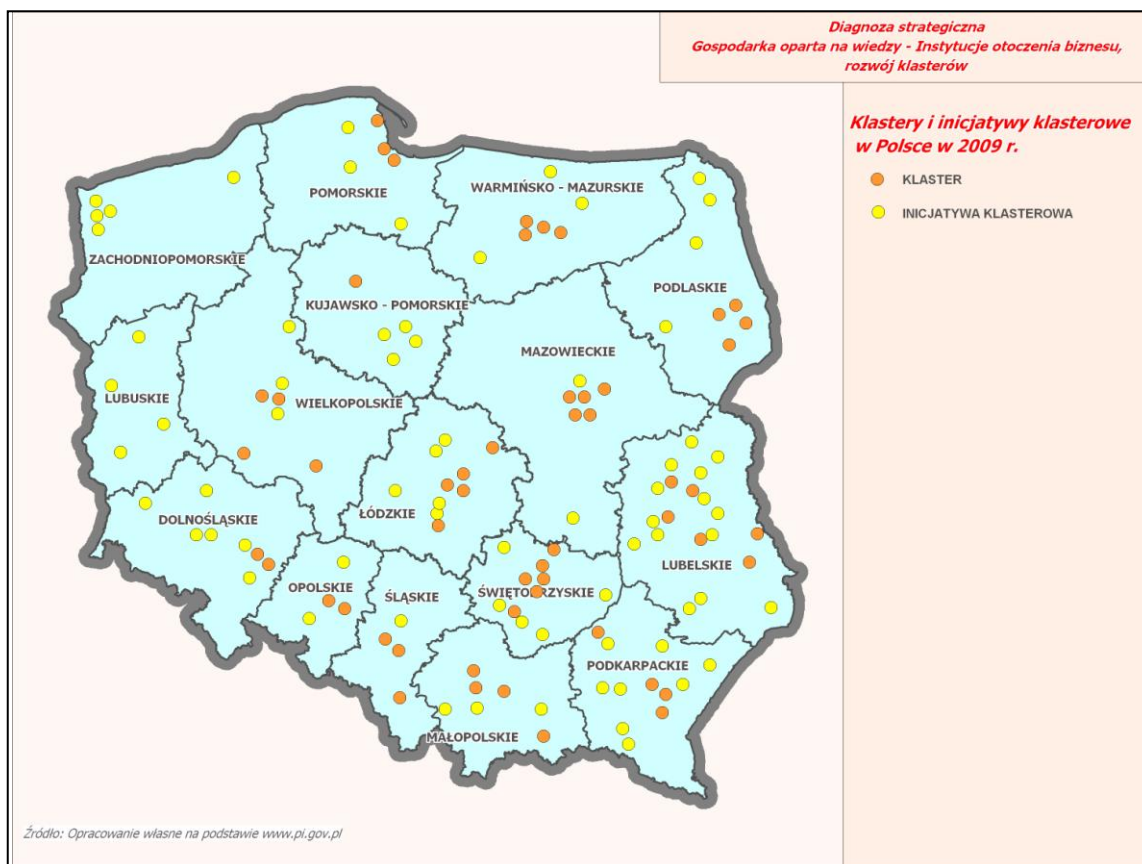 Diagnoza strategiczna
Gospodarka oparta na wiedzy - Instytucje otoczenia biznesu,
rozwój klasterów
Klastery i inicjatywy klasterowe
w Polsce w 2009 r.
KLASTER
INICJATYWA KLASTEROWA
POMORSKIE
WARMIŃSKO - MAZURSKIE
ZACHODNIOPOMORSKIE
PODLASKIE
KUJAWSKO - POMORSKIE
MAZOWIECKIE
LUBUSKIE
WIELKOPOLSKIE
ŁÓDZKIE
DOLNOŚLĄSKIE
LUBELSKIE
OPOLSKIE
ŚLĄSKIE
ŚWIĘTOKRZYSKIE
PODKARPACKIE
MAŁOPOLSKIE
Źródło: Opracowanie własne na podstawie www.pi.gov.pl